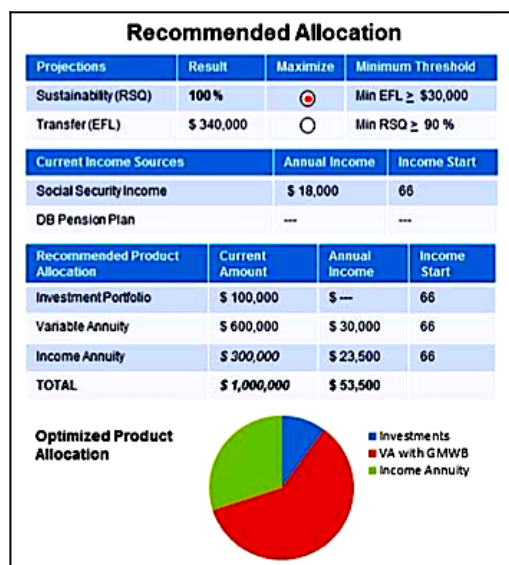 Recommended Allocation
Projections Result Maximize Minimum Threshold
Sustainability (RSQ) 100 % Min EFL ≥ $30,000
Transfer (EFL) $ 340,000 Min RSQ ≥ 90 %
Current Income Sources Annual Income Income Start
Social Security Income $ 18,000 66
DB Pension Plan --- ---
Recommended Product Allocation Current Amount Annual Income Income Start
Investment Portfolio $ 100,000 $ --- 66
Variable Annuity $ 600,000 $ 30,000 66
Income Annuity $ 300,000 $ 23,500 66
TOTAL $ 1,000,000 $ 53,500
Optimized Product
Allocation
Investments
VA with GMWB
Income Annuity